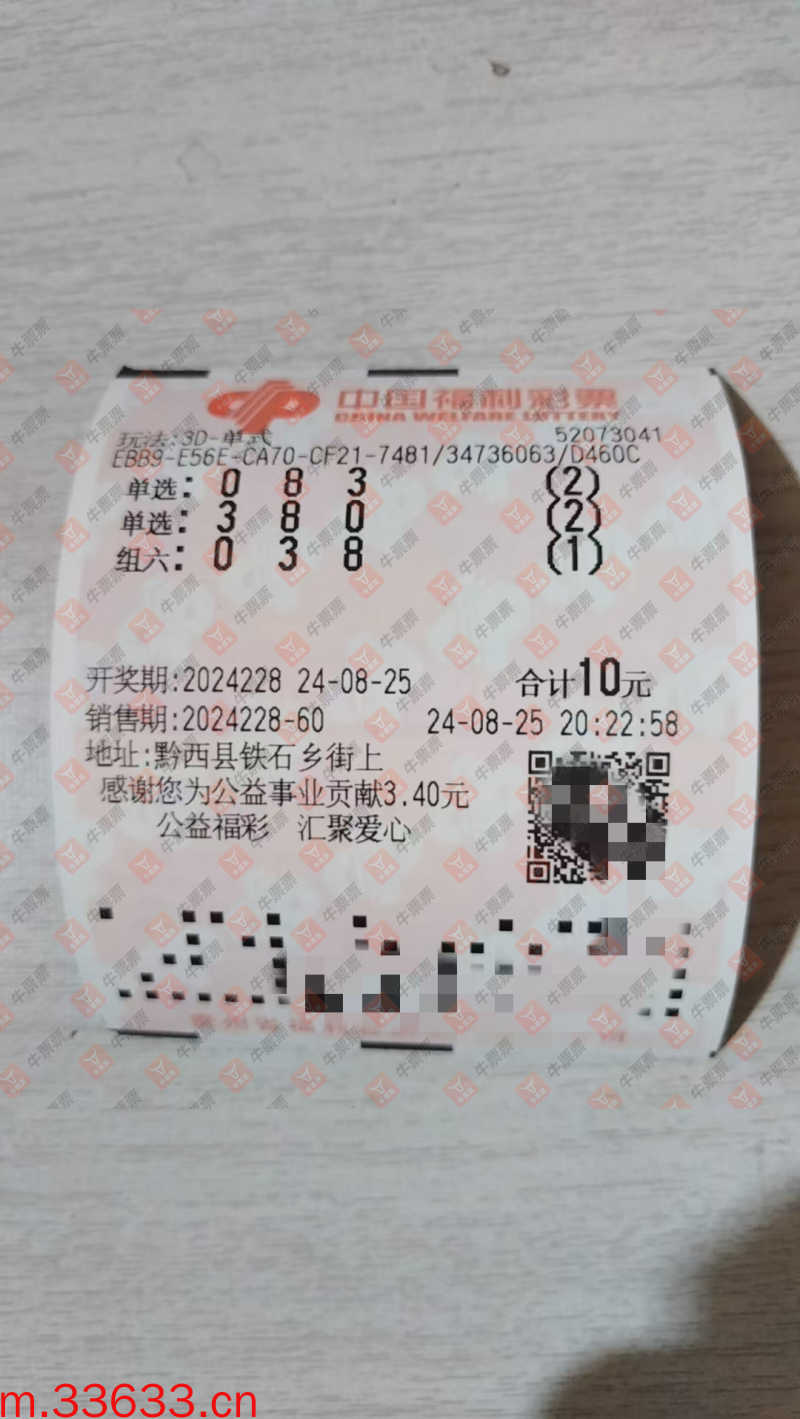 中国福利彩票
CHINA WELFARE LOTTERY
玩法:3D-单式 52073041
EBB9-E56E-CA70-CF21-7481/34736063/D460C
单选: 0 8 3 (2)
单选: 3 8 0 (2)
组六: 0 3 8 (1)
开奖期:2024228 24-08-25 合计10元
销售期:2024228-60 24-08-25 20:22:58
地址:黔西县铁石乡街上
感谢您为公益事业贡献3.40元
公益福彩 汇聚爱心
牛票票
m.33633.cn